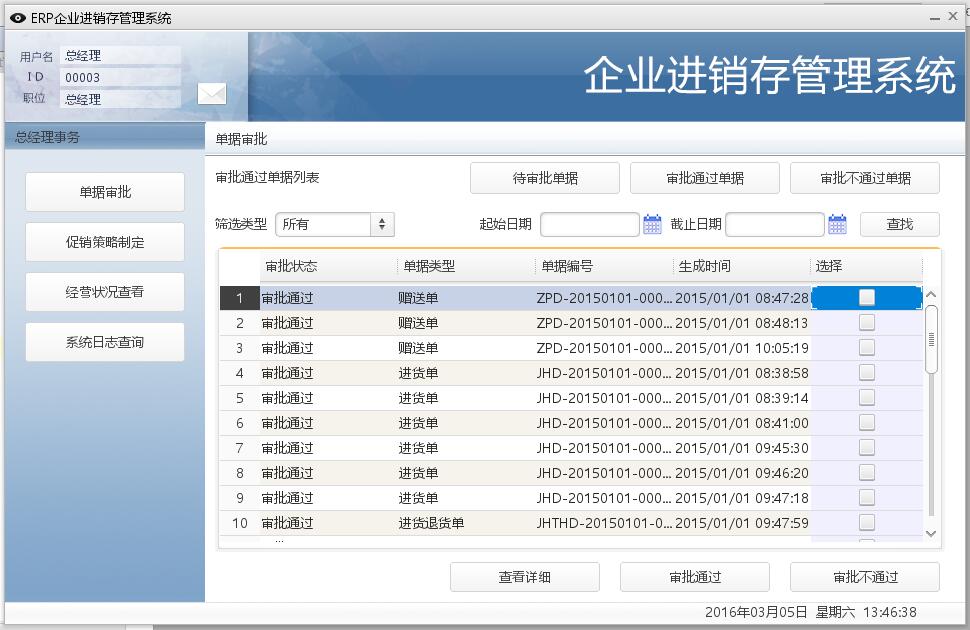 ERP企业进销存管理系统
用户名 总经理
ID 00003
职位 总经理
企业进销存管理系统
总经理事务
单据审批
单据审批
促销策略制定
经营状况查看
系统日志查询
审批通过单据列表 待审批单据 审批通过单据 审批不通过单据
筛选类型 所有 起始日期 截止日期 查找
审批状态 单据类型 单据编号 生成时间 选择
1 审批通过 赠送单 ZPD-20150101-000... 2015/01/01 08:47:28
2 审批通过 赠送单 ZPD-20150101-000... 2015/01/01 08:48:13
3 审批通过 赠送单 ZPD-20150101-000... 2015/01/01 10:05:19
4 审批通过 进货单 JHD-20150101-000... 2015/01/01 08:38:58
5 审批通过 进货单 JHD-20150101-000... 2015/01/01 08:39:14
6 审批通过 进货单 JHD-20150101-000... 2015/01/01 08:41:00
7 审批通过 进货单 JHD-20150101-000... 2015/01/01 09:45:30
8 审批通过 进货单 JHD-20150101-000... 2015/01/01 09:46:20
9 审批通过 进货单 JHD-20150101-000... 2015/01/01 09:47:18
10 审批通过 进货退货单 JHTHD-20150101-0... 2015/01/01 09:47:59
查看详细 审批通过 审批不通过
2016年03月05日 星期六 13:46:38